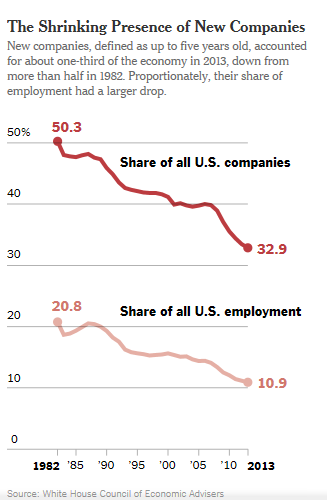 The Shrinking Presence of New Companies
New companies, defined as up to five years old, accounted
for about one-third of the economy in 2013, down from
more than half in 1982. Proportionately, their share of
employment had a larger drop.
50%
50.3
Share of all U.S. companies
40
30
32.9
20.8
20
Share of all U.S. employment
10
10.9
0
1982 '85 '90 '95 '00 '05 '10 2013
Source: White House Council of Economic Advisers